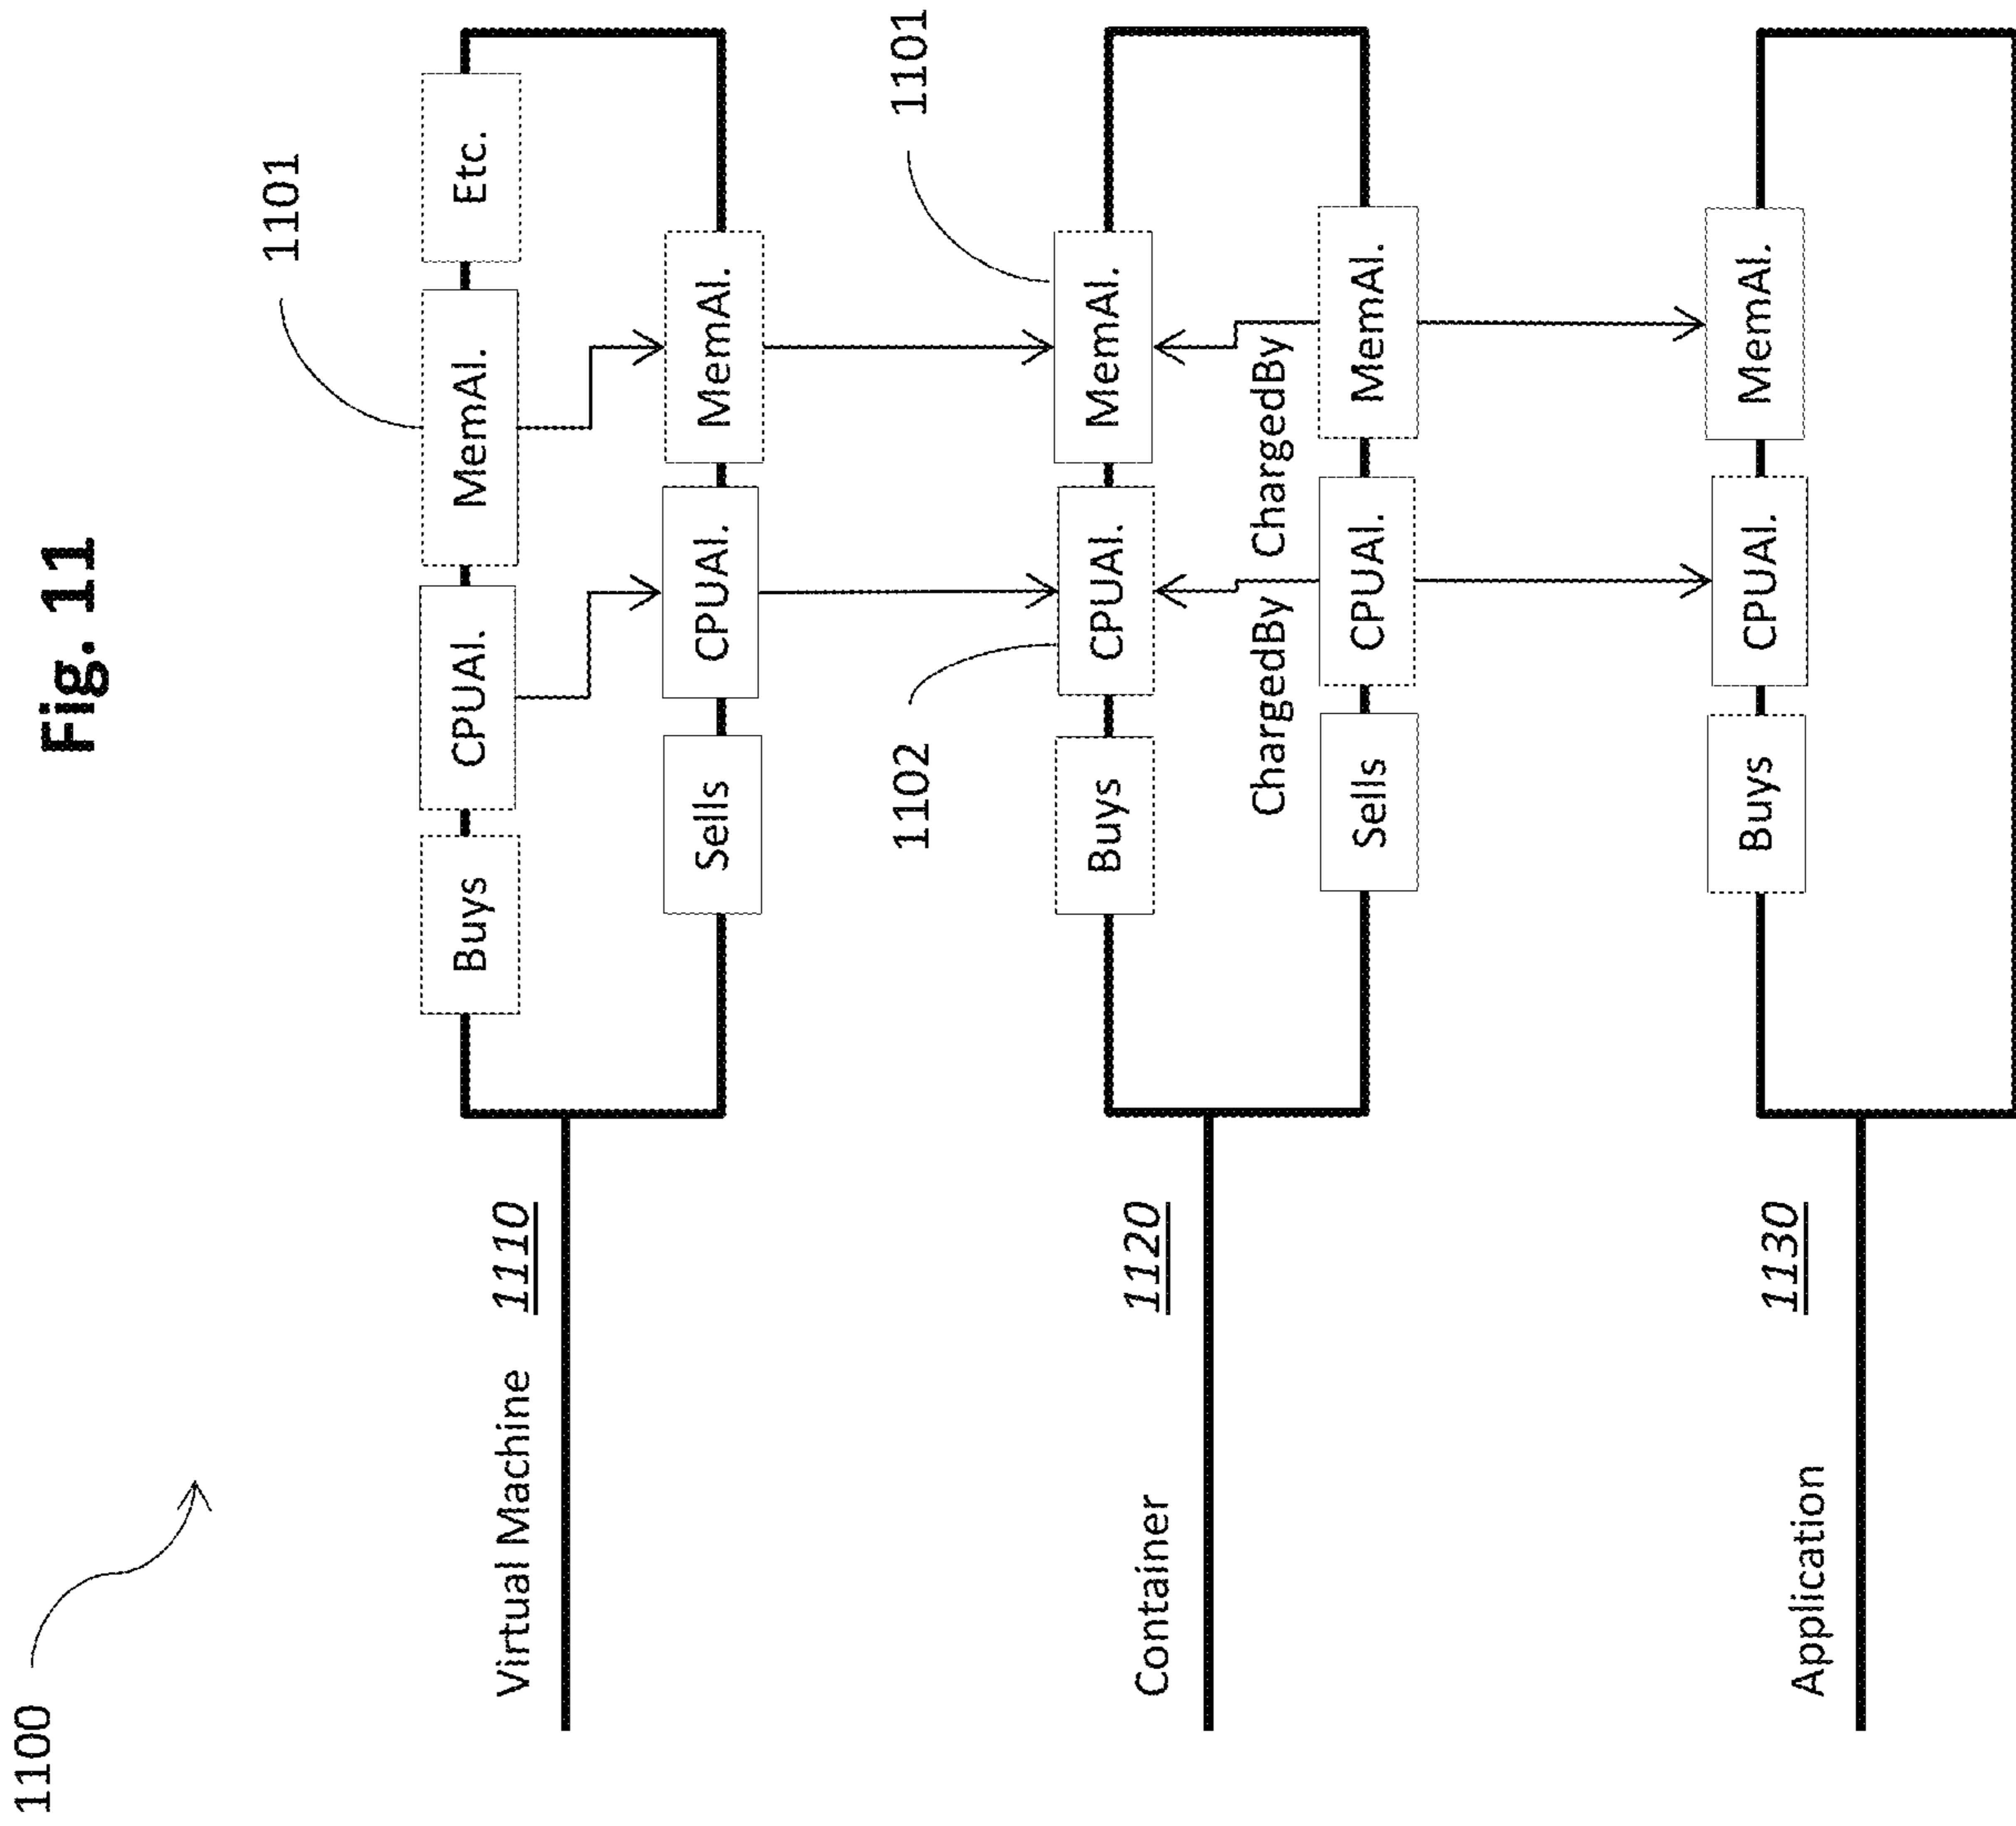 Fig. 11
1100
1101
Virtual Machine 1110
Buys CPUAl. MemAl. Etc.
Sells CPUAl. MemAl.
1102 1101
Container 1120
Buys CPUAl. MemAl.
ChargedBy ChargedBy
Sells CPUAl. MemAl.
Application 1130
Buys CPUAl. MemAl.